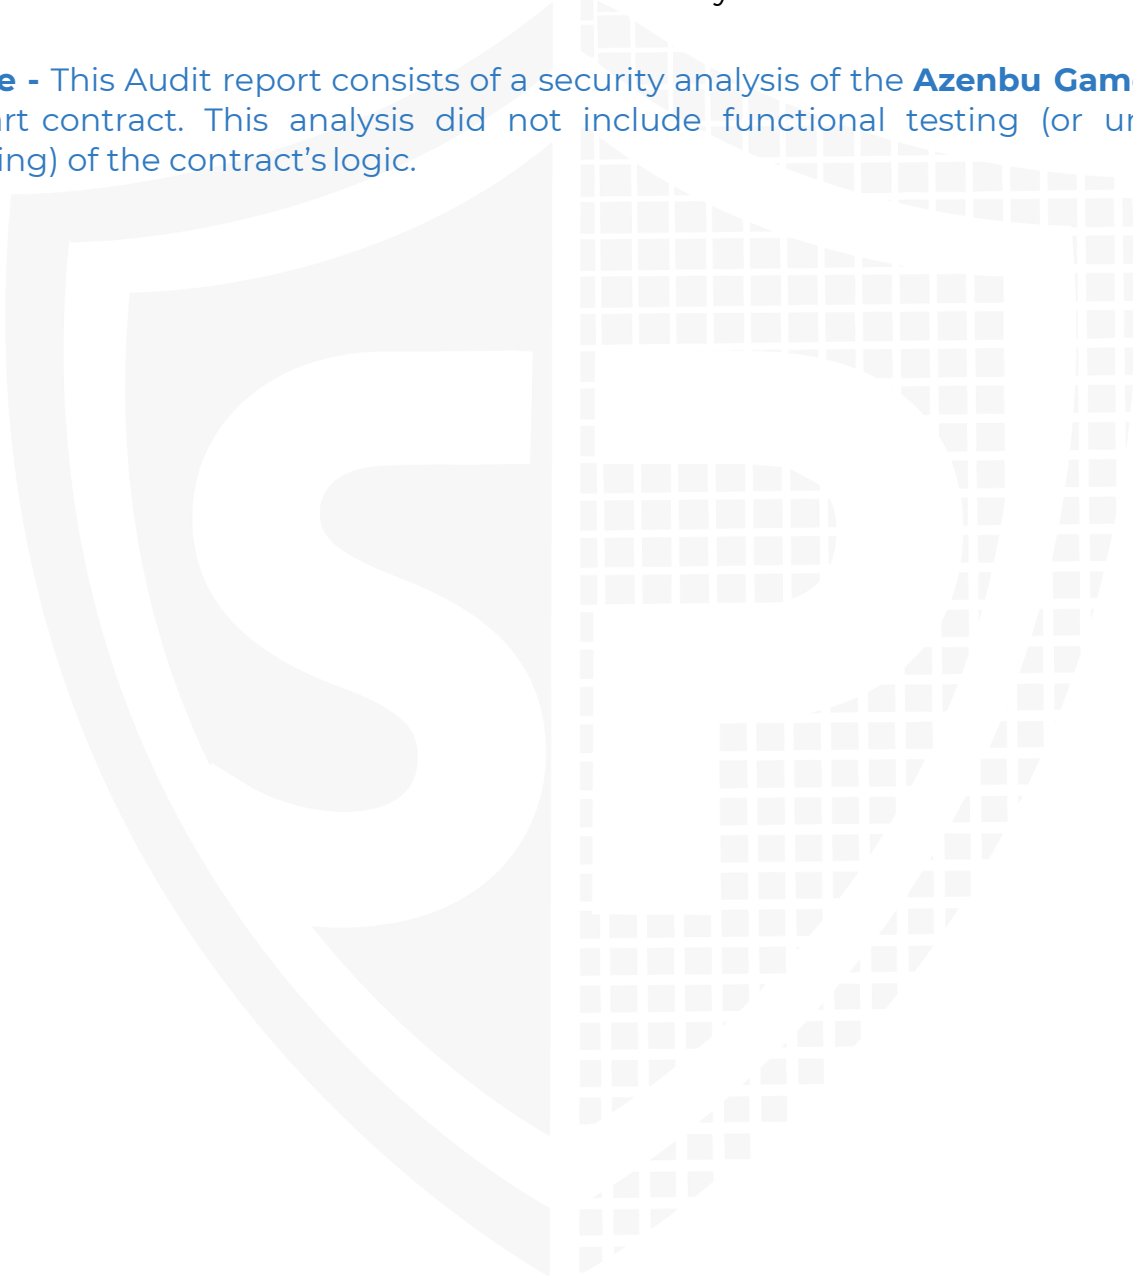 e - This Audit report consists of a security analysis of the Azenbu Gam
rt contract. This analysis did not include functional testing (or u
ing) of the contract's logic.
SP